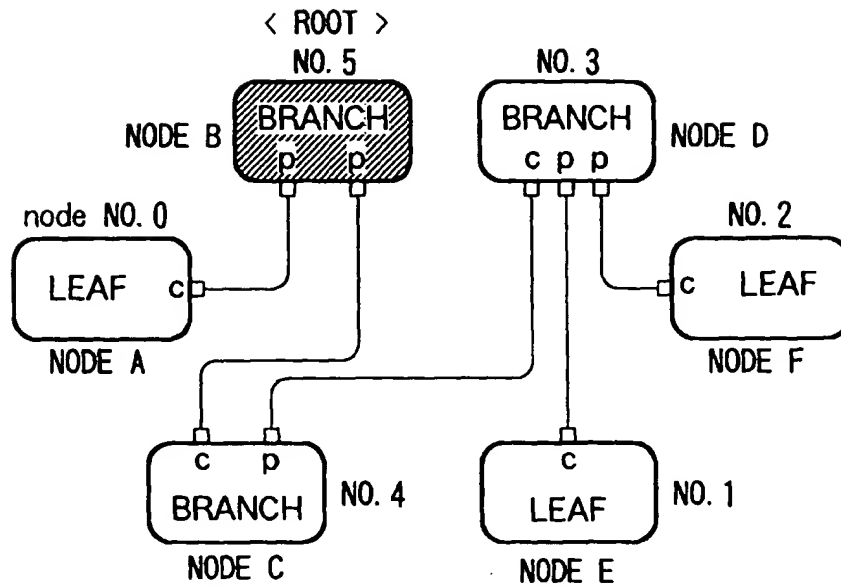 < ROOT >
NO. 5
NO. 3
BRANCH
NODE B
p p
BRANCH
NODE D
c p p
node NO. 0
NO. 2
LEAF c
c LEAF
NODE A
NODE F
c p
BRANCH
NO. 4
NODE C
c
LEAF
NO. 1
NODE E